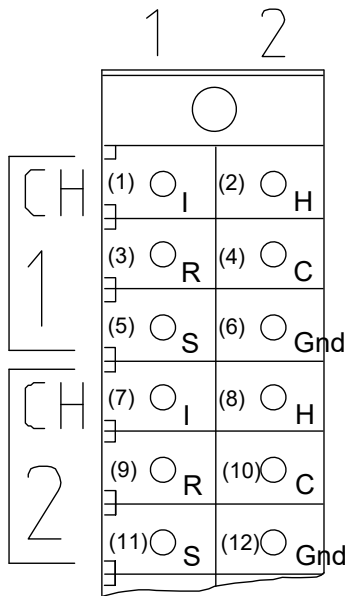 1 2
CH 1
(1) I (2) H
(3) R (4) C
(5) S (6) Gnd
CH 2
(7) I (8) H
(9) R (10) C
(11) S (12) Gnd